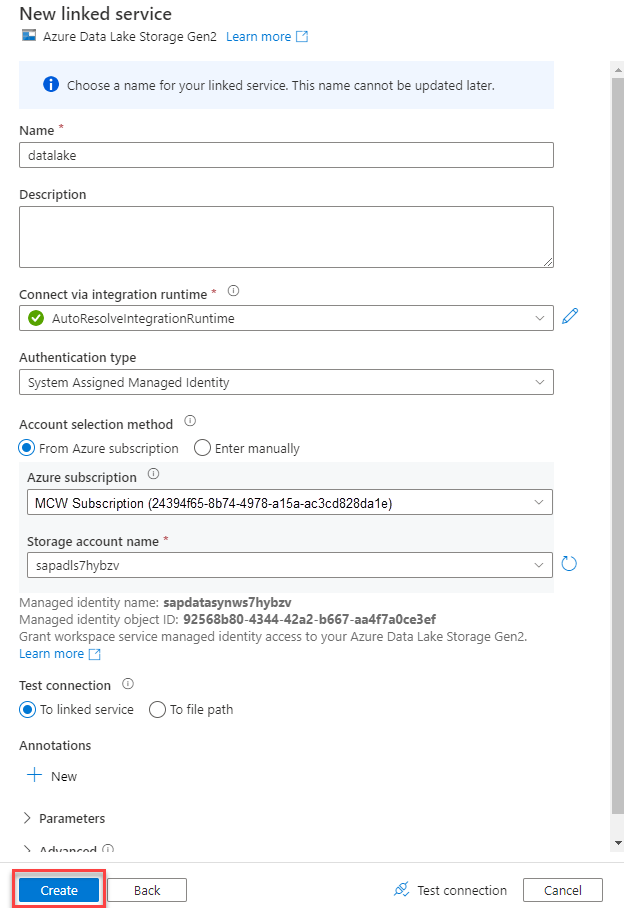 New linked service
Azure Data Lake Storage Gen2 Learn more
Choose a name for your linked service. This name cannot be updated later.
Name *
datalake
Description
Connect via integration runtime *
AutoResolveIntegrationRuntime
Authentication type
System Assigned Managed Identity
Account selection method
From Azure subscription Enter manually
Azure subscription
MCW Subscription (24394f65-8b74-4978-a15a-ac3cd828da1e)
Storage account name *
sapadls7hybzv
Managed identity name: sapdatasynws7hybzv
Managed identity object ID: 92568b80-4344-42a2-b667-aa4f7a0ce3ef
Grant workspace service managed identity access to your Azure Data Lake Storage Gen2.
Learn more
Test connection
To linked service To file path
Annotations
New
Parameters
Advanced
Create Back Test connection Cancel